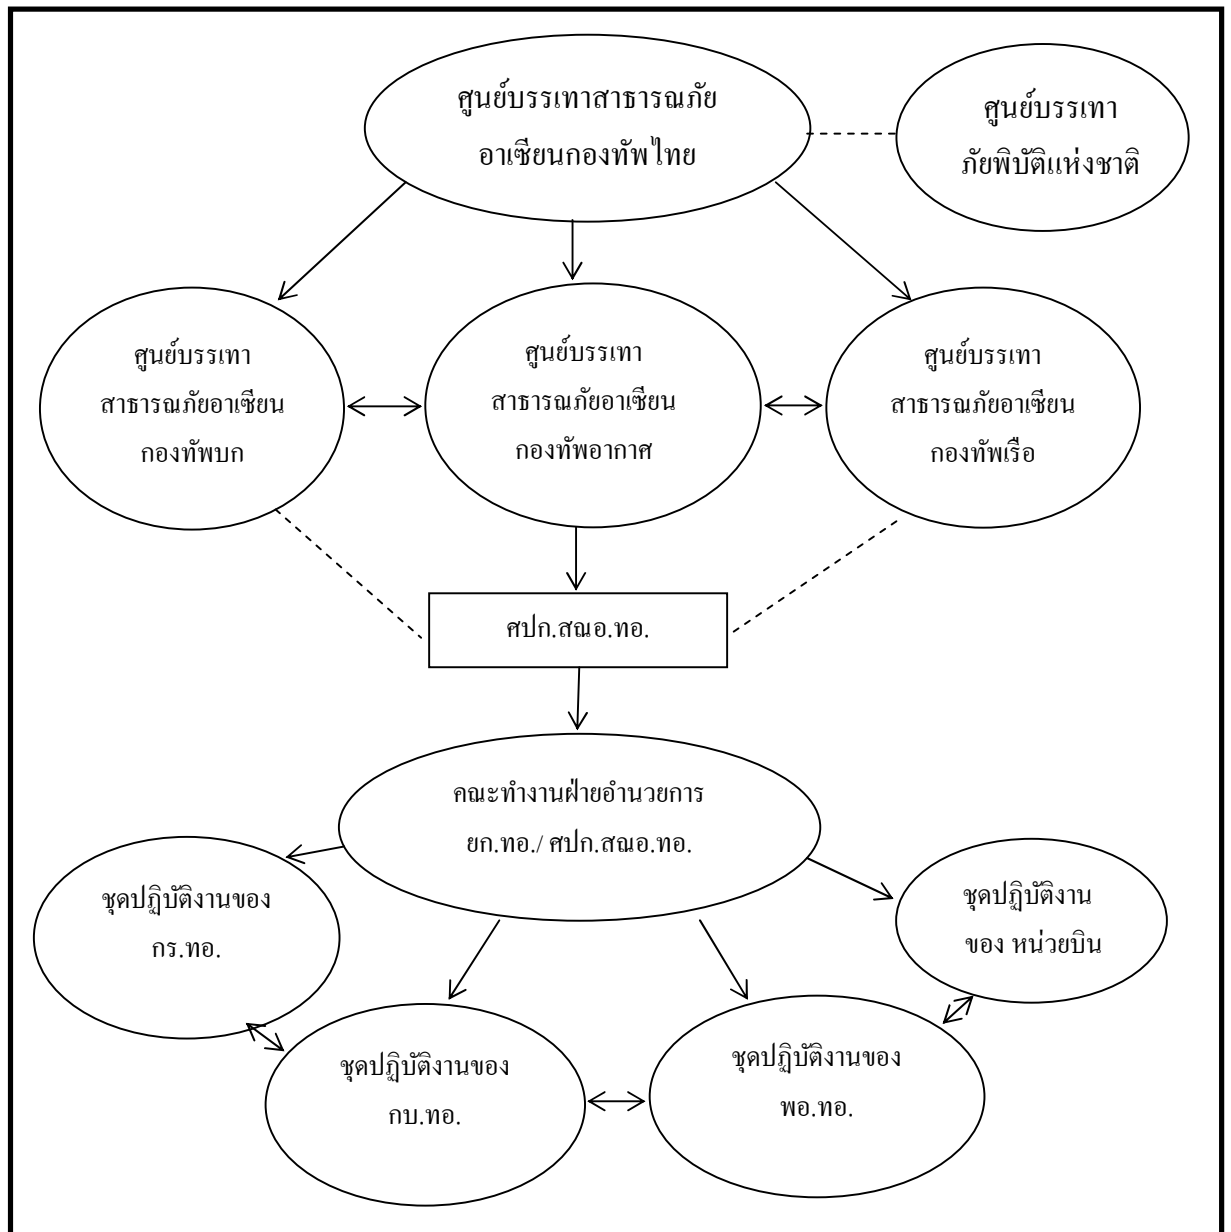 ศูนย์บรรเทาสาธารณภัย
อาเซียนกองทัพไทย
ศูนย์บรรเทา
ภัยพิบัติแห่งชาติ
ศูนย์บรรเทา
สาธารณภัยอาเซียน
กองทัพบก
ศูนย์บรรเทา
สาธารณภัยอาเซียน
กองทัพอากาศ
ศูนย์บรรเทา
สาธารณภัยอาเซียน
กองทัพเรือ
ศปก.สณอ.ทอ.
คณะทำงานฝ่ายอำนวยการ
ยก.ทอ./ ศปก.สณอ.ทอ.
ชุดปฏิบัติงานของ
กร.ทอ.
ชุดปฏิบัติงาน
ของ หน่วยบิน
ชุดปฏิบัติงานของ
กบ.ทอ.
ชุดปฏิบัติงานของ
พอ.ทอ.